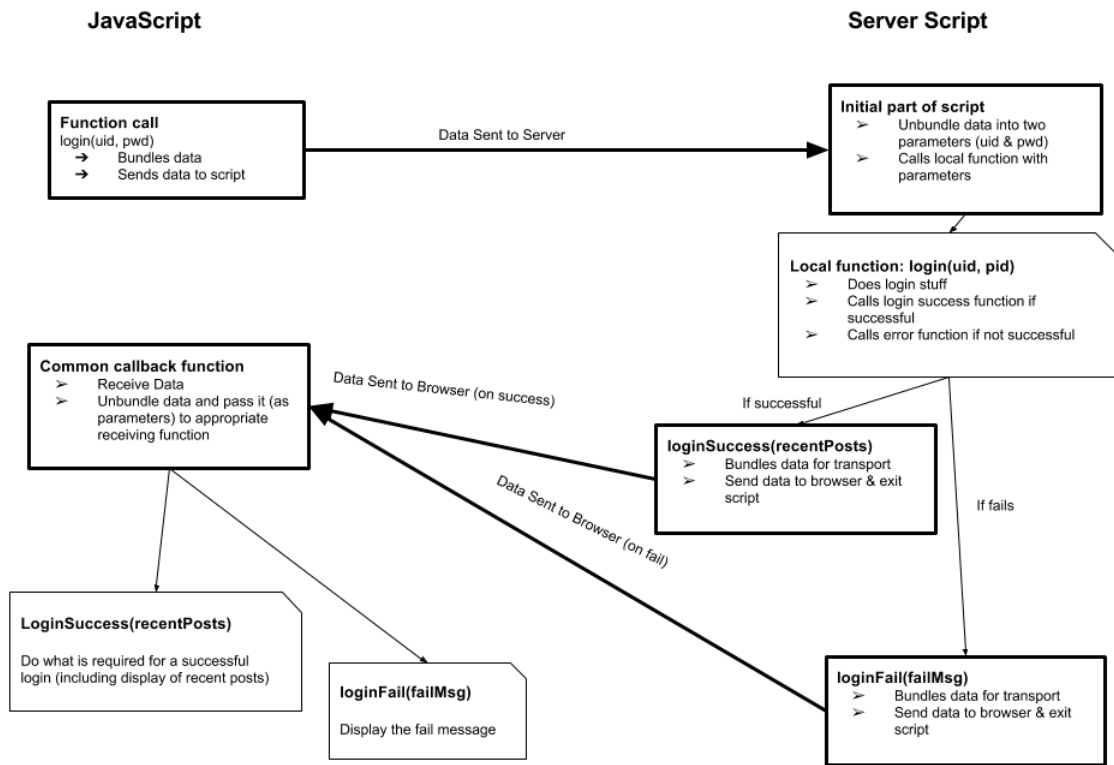 JavaScript
Server Script
Function call
login(uid, pwd)
➔ Bundles data
➔ Sends data to script
Data Sent to Server
Initial part of script
➢ Unbundle data into two
parameters (uid & pwd)
➢ Calls local function with
parameters
Local function: login(uid, pid)
➢ Does login stuff
➢ Calls login success function if
successful
➢ Calls error function if not successful
Common callback function
➢ Receive Data
➢ Unbundle data and pass it (as
parameters) to appropriate
receiving function
Data Sent to Browser (on success)
If successful
loginSuccess(recentPosts)
➢ Bundles data for transport
➢ Send data to browser & exit
script
Data Sent to Browser (on fail)
If fails
LoginSuccess(recentPosts)
Do what is required for a successful
login (including display of recent posts)
loginFail(failMsg)
Display the fail message
loginFail(failMsg)
➢ Bundles data for transport
➢ Send data to browser & exit
script